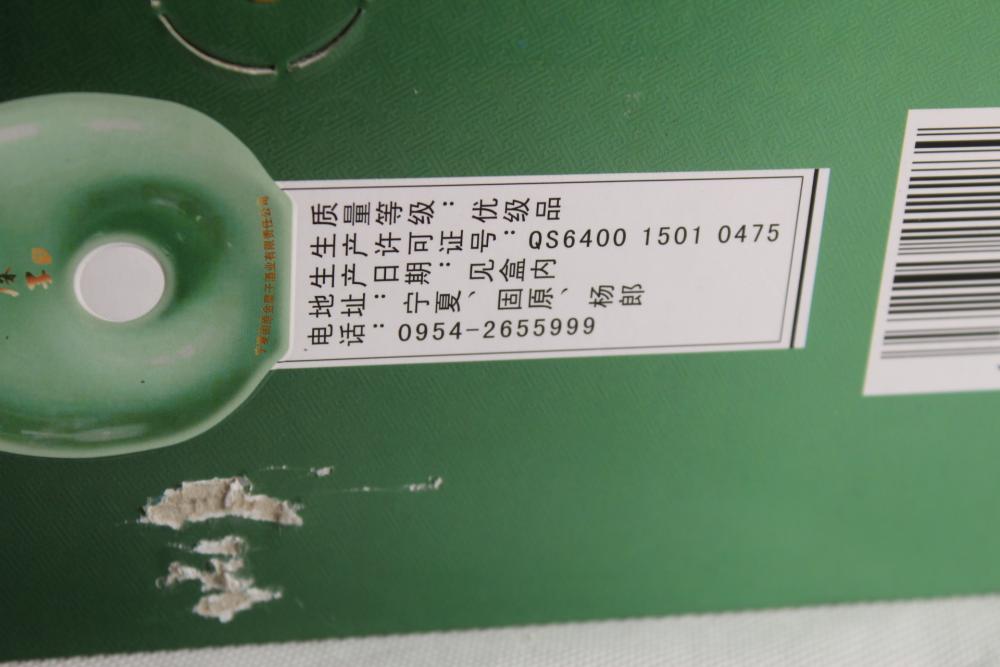 质量等级：优级品
生产许可证号：QS6400 1501 0475
生产日期：见盒内
地址：宁夏、固原、杨郎
电话：0954-2655999